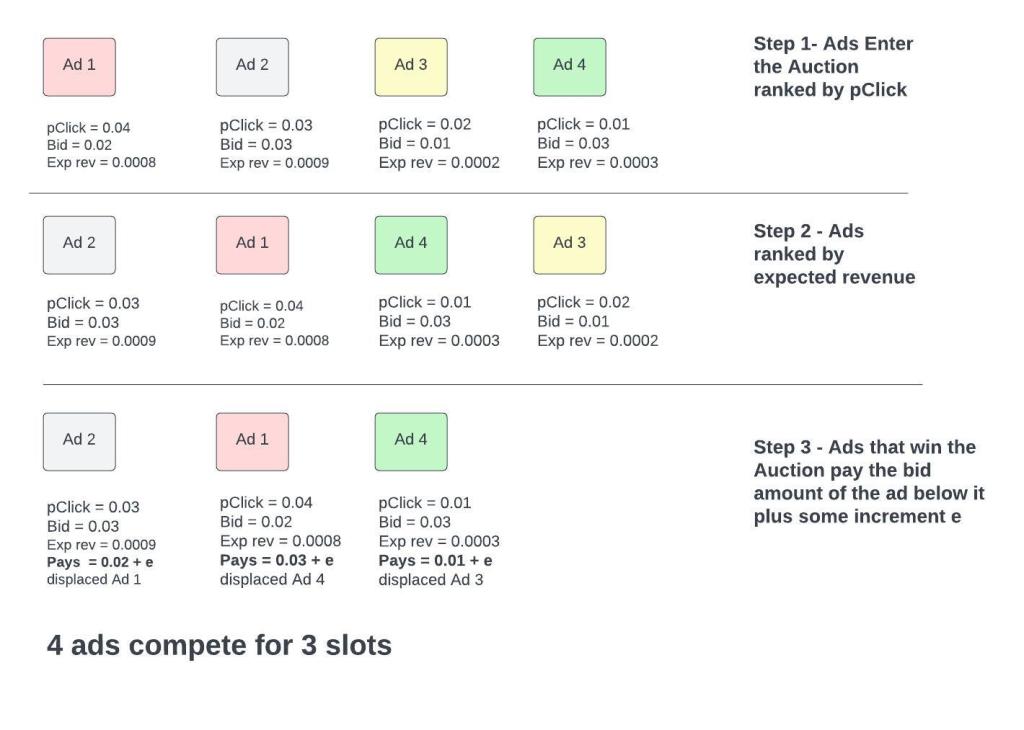 Ad 1
Ad 2
Ad 3
Ad 4
Step 1- Ads Enter
the Auction
ranked by pClick
pClick = 0.04
Bid = 0.02
Exp rev = 0.0008
pClick = 0.03
Bid = 0.03
Exp rev = 0.0009
pClick = 0.02
Bid = 0.01
Exp rev = 0.0002
pClick = 0.01
Bid = 0.03
Exp rev = 0.0003
Ad 2
Ad 1
Ad 4
Ad 3
Step 2 - Ads
ranked by
expected revenue
pClick = 0.03
Bid = 0.03
Exp rev = 0.0009
pClick = 0.04
Bid = 0.02
Exp rev = 0.0008
pClick = 0.01
Bid = 0.03
Exp rev = 0.0003
pClick = 0.02
Bid = 0.01
Exp rev = 0.0002
Ad 2
Ad 1
Ad 4
Step 3 - Ads that win the
Auction pay the bid
amount of the ad below it
plus some increment e
pClick = 0.03
Bid = 0.03
Exp rev = 0.0009
Pays = 0.02 + e
displaced Ad 1
pClick = 0.04
Bid = 0.02
Exp rev = 0.0008
Pays = 0.03 + e
displaced Ad 4
pClick = 0.01
Bid = 0.03
Exp rev = 0.0003
Pays = 0.01 + e
displaced Ad 3
4 ads compete for 3 slots